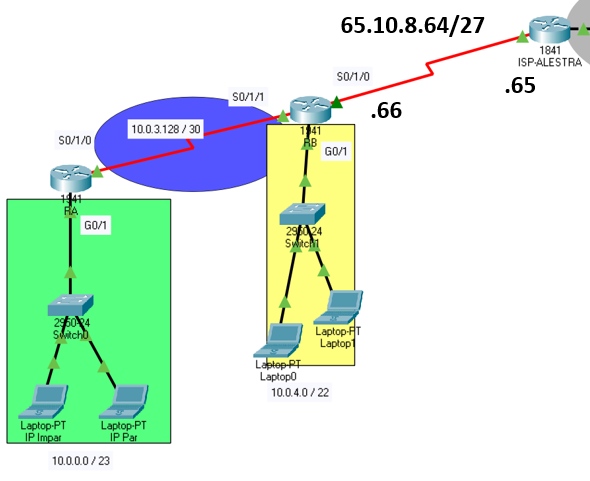 65.10.8.64/27
1841
ISP-ALESTRA
.65
S0/1/0
S0/1/1
.66
10.0.3.128 / 30
1941
RB
S0/1/0
G0/1
1941
RA
G0/1
2950-24
Switch1
2950-24
Switch0
Laptop-PT
Laptop1
Laptop-PT
Laptop0
10.0.4.0 / 22
Laptop-PT
IP Impar
Laptop-PT
IP Par
10.0.0.0 / 23